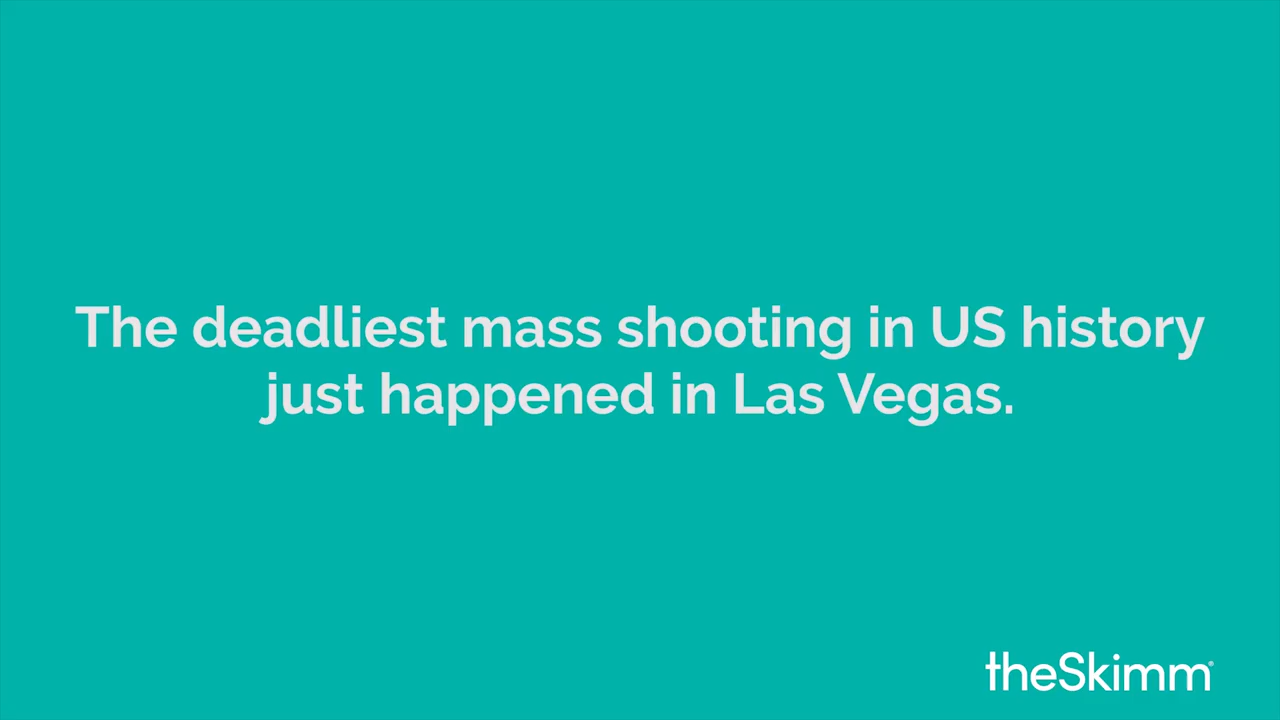 The deadliest mass shooting in US history
just happened in Las Vegas.
theSkimm®